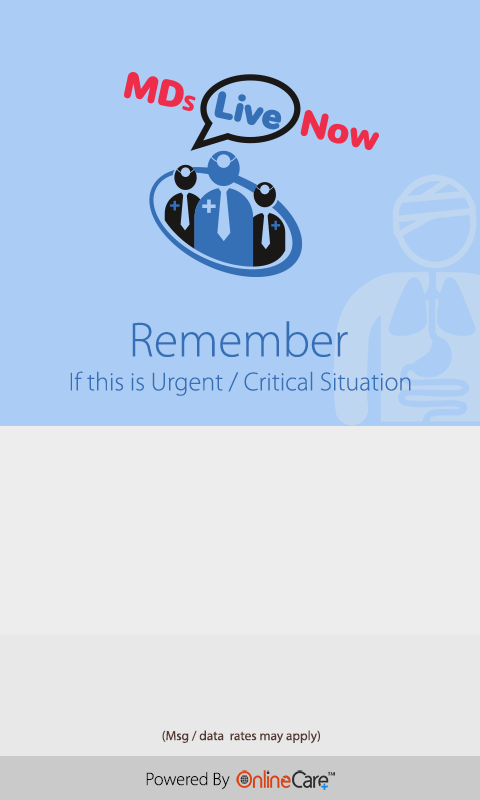 MDs Live Now
Remember
If this is Urgent / Critical Situation
(Msg / data rates may apply)
Powered By OnlineCare™